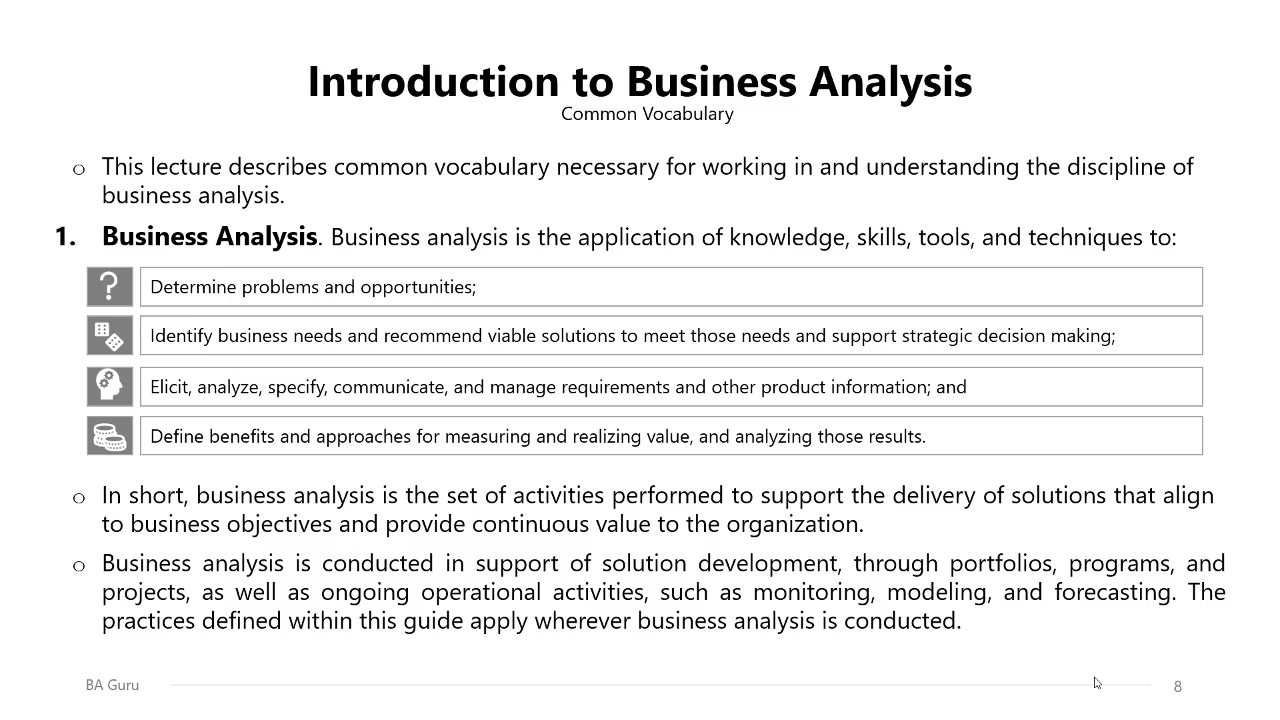 Introduction to Business Analysis
Common Vocabulary
o This lecture describes common vocabulary necessary for working in and understanding the discipline of
business analysis.
1. Business Analysis. Business analysis is the application of knowledge, skills, tools, and techniques to:
?
Determine problems and opportunities;
Identify business needs and recommend viable solutions to meet those needs and support strategic decision making;
Elicit, analyze, specify, communicate, and manage requirements and other product information; and
Define benefits and approaches for measuring and realizing value, and analyzing those results.
o In short, business analysis is the set of activities performed to support the delivery of solutions that align
to business objectives and provide continuous value to the organization.
o Business analysis is conducted in support of solution development, through portfolios, programs, and
projects, as well as ongoing operational activities, such as monitoring, modeling, and forecasting. The
practices defined within this guide apply wherever business analysis is conducted.
BA Guru
8